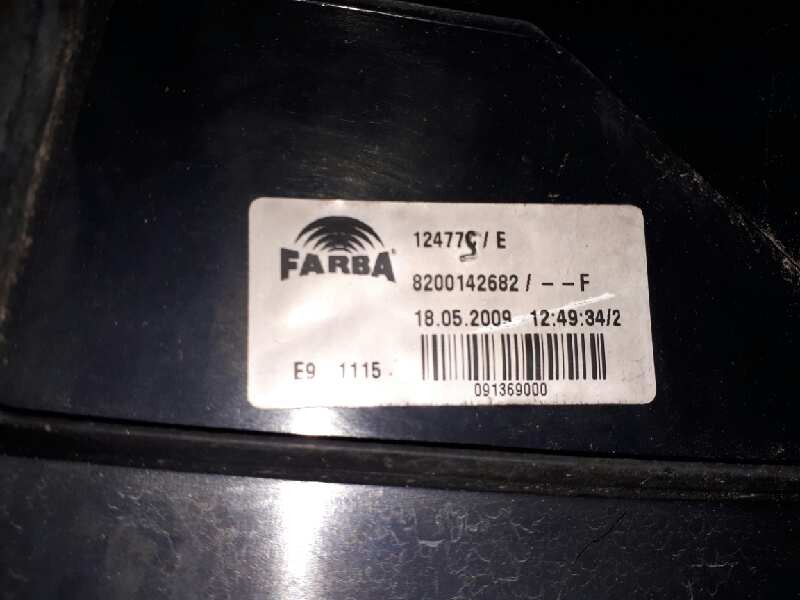 FARBA
12477 / E
8200142682 / – – F
18.05.2009 12:49:34/2
E9 1115
091369000